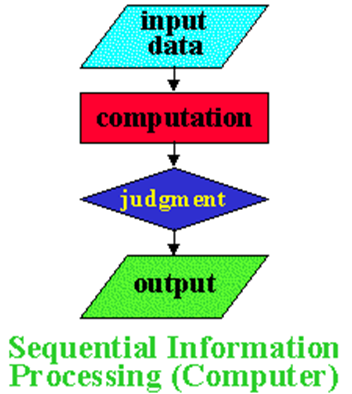 input
data
computation
judgment
output
Sequential Information
Processing (Computer)